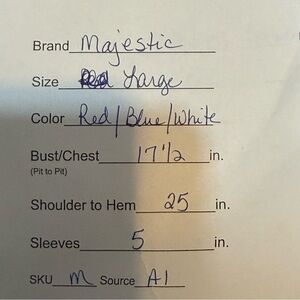 Brand Majestic
Size Large
Color Red/Blue/White
Bust/Chest 17 1/2 in.
(Pit to Pit)
Shoulder to Hem 25 in.
Sleeves 5 in.
SKU M Source A1